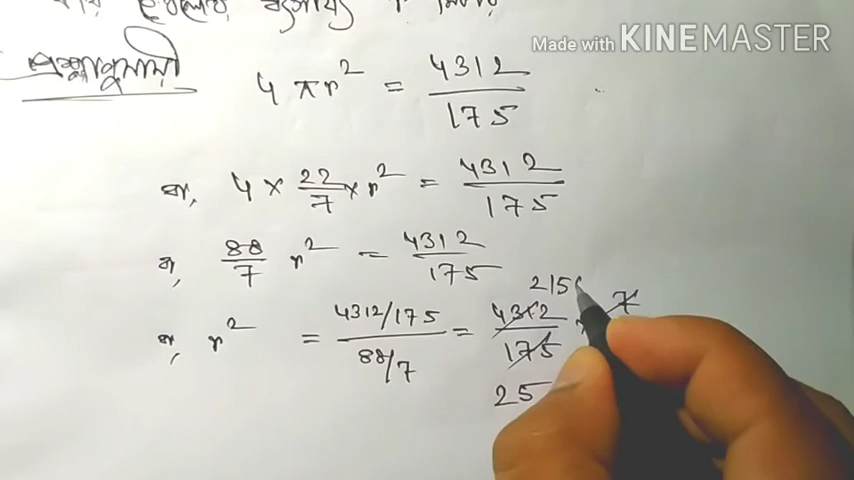 Made with KINEMASTER
প্রশ্নানুসারে 4πr² = 4312/175
বা, 4 × 22/7 × r² = 4312/175
বা, 88/7 r² = 4312/175
2156
বা, r² = 4312/175 / 88/7 = 4312/175 × 7
25